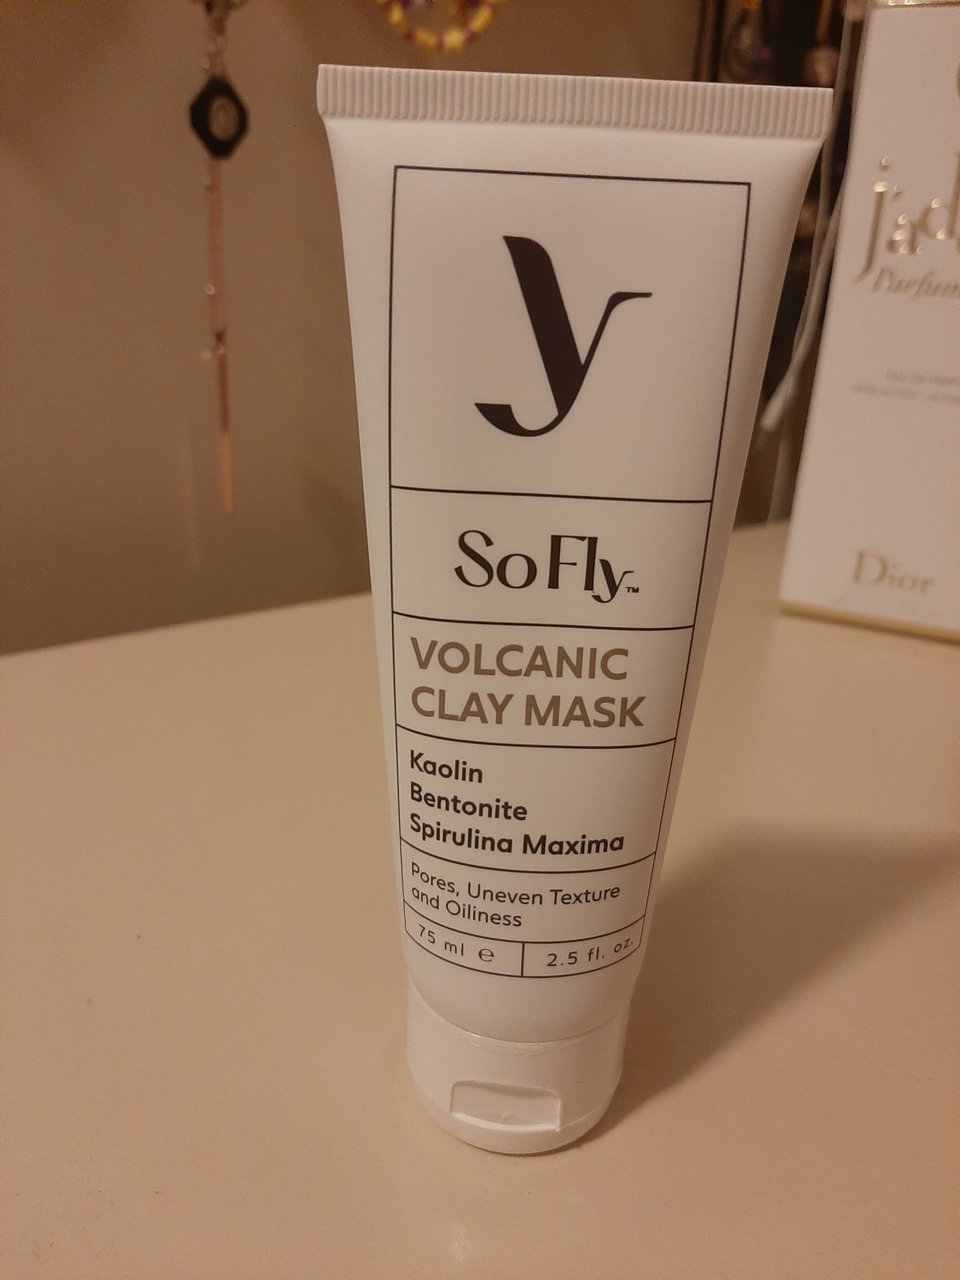 y
SoFly™
VOLCANIC
CLAY MASK
Kaolin
Bentonite
Spirulina Maxima
Pores, Uneven Texture
and Oiliness
75 ml ℮
2.5 fl. oz.
Dior